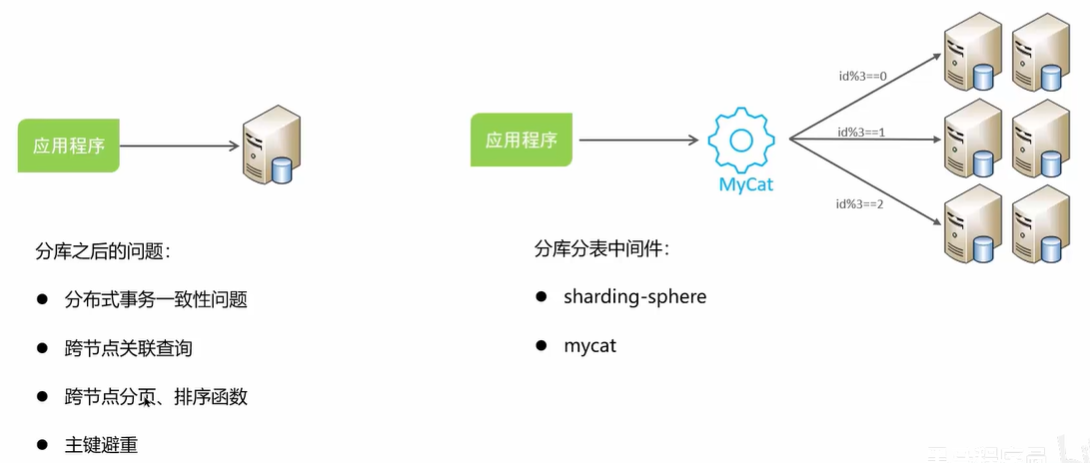 应用程序
应用程序
MyCat
id%3==0
id%3==1
id%3==2
分库之后的问题：
● 分布式事务一致性问题
● 跨节点关联查询
● 跨节点分页、排序函数
● 主键避重
分库分表中间件：
● sharding-sphere
● mycat